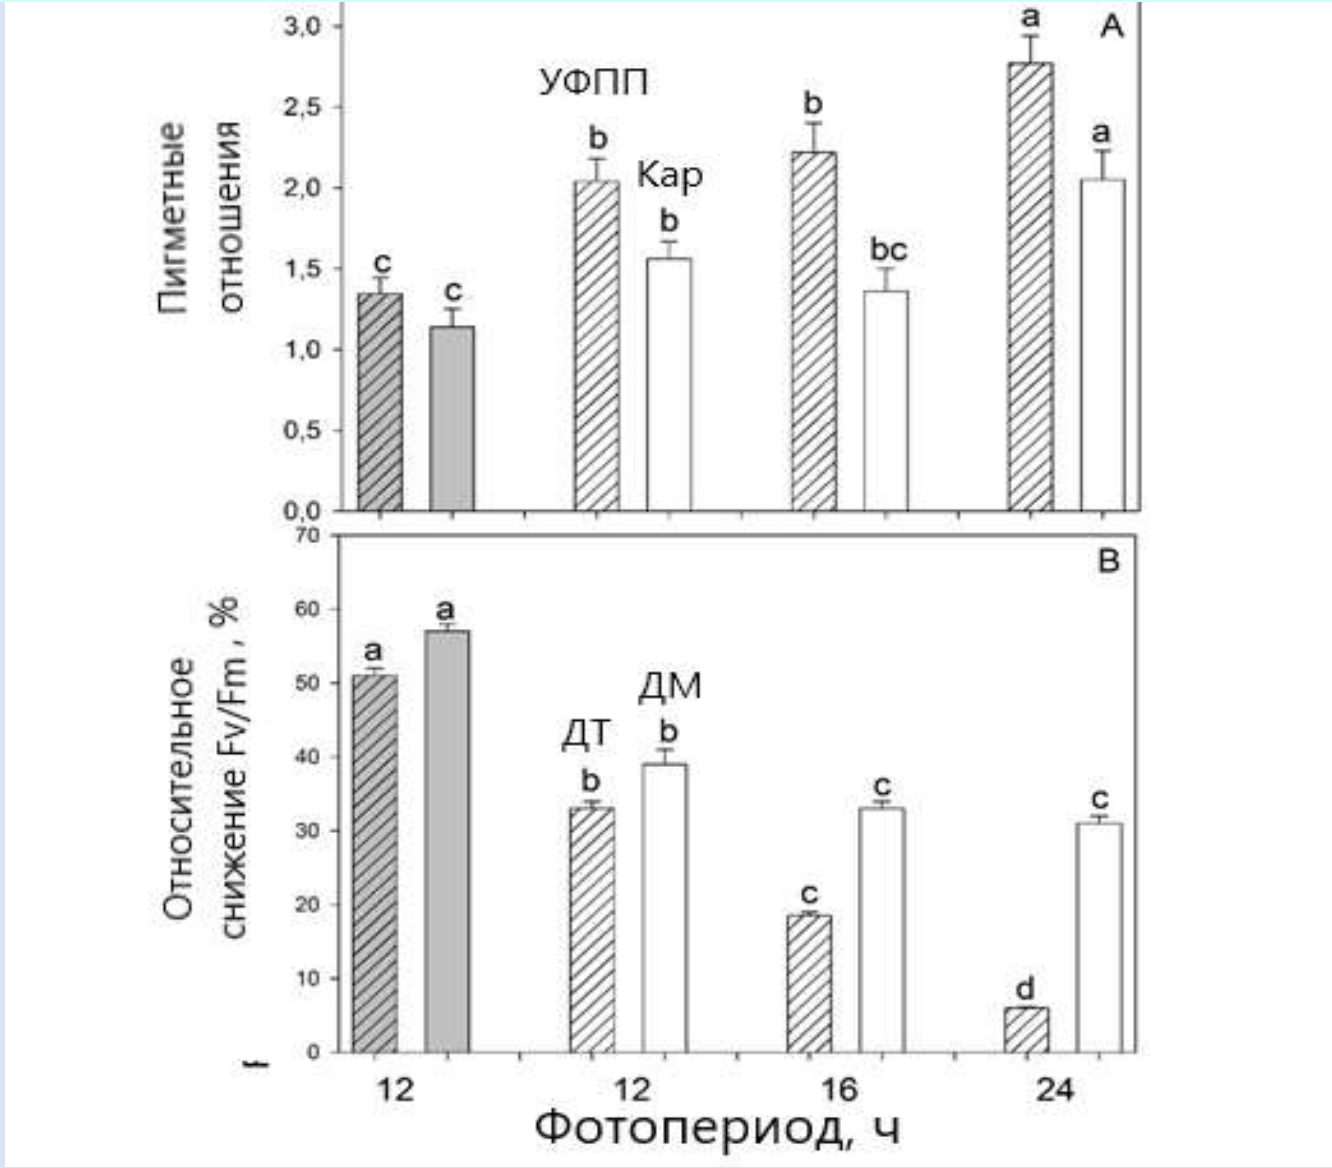 3,0
2,5
2,0
1,5
1,0
0,5
0,0
Пигметные
отношения
A
УФПП
Кар
c
c
b
b
b
bc
a
a
70
60
50
40
30
20
10
0
Относительное
снижение Fv/Fm , %
B
ДТ
ДМ
a
a
b
b
c
c
d
c
12
12
16
24
Фотопериод, ч